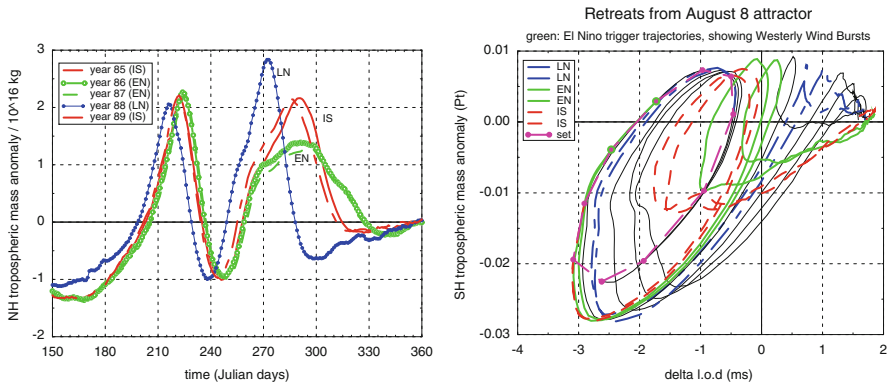 3
2
1
0
-1
-2
NH tropospheric mass anomaly / 10^16 kg
year 85 (IS)
year 86 (EN)
year 87 (EN)
year 88 (LN)
year 89 (IS)
LN
IS
EN
150 180 210 240 270 300 330 360
time (Julian days)
Retreats from August 8 attractor
green: El Nino trigger trajectories, showing Westerly Wind Bursts
0.01
0.00
-0.01
-0.02
-0.03
SH tropospheric mass anomaly (Pt)
LN
LN
EN
EN
IS
IS
set
-4 -3 -2 -1 0 1 2
delta l.o.d (ms)